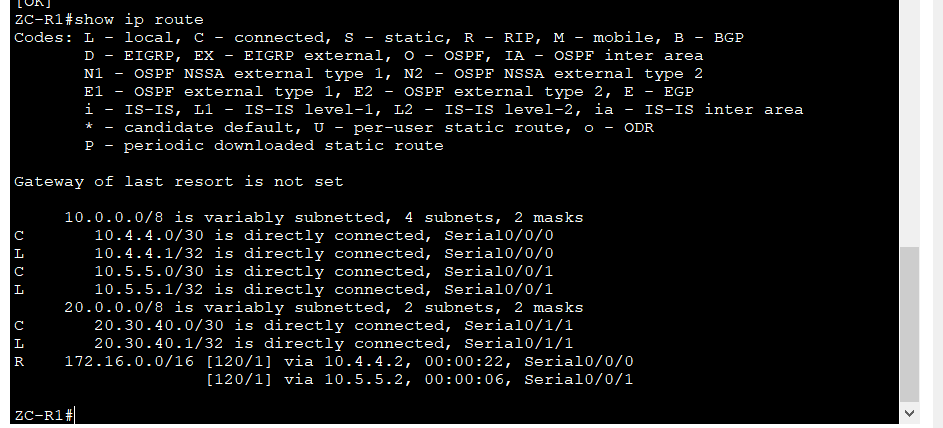 [OK]
ZC-R1#show ip route
Codes: L - local, C - connected, S - static, R - RIP, M - mobile, B - BGP
       D - EIGRP, EX - EIGRP external, O - OSPF, IA - OSPF inter area
       N1 - OSPF NSSA external type 1, N2 - OSPF NSSA external type 2
       E1 - OSPF external type 1, E2 - OSPF external type 2, E - EGP
       i - IS-IS, L1 - IS-IS level-1, L2 - IS-IS level-2, ia - IS-IS inter area
       * - candidate default, U - per-user static route, o - ODR
       P - periodic downloaded static route
Gateway of last resort is not set
     10.0.0.0/8 is variably subnetted, 4 subnets, 2 masks
C       10.4.4.0/30 is directly connected, Serial0/0/0
L       10.4.4.1/32 is directly connected, Serial0/0/0
C       10.5.5.0/30 is directly connected, Serial0/0/1
L       10.5.5.1/32 is directly connected, Serial0/0/1
     20.0.0.0/8 is variably subnetted, 2 subnets, 2 masks
C       20.30.40.0/30 is directly connected, Serial0/1/1
L       20.30.40.1/32 is directly connected, Serial0/1/1
R    172.16.0.0/16 [120/1] via 10.4.4.2, 00:00:22, Serial0/0/0
                   [120/1] via 10.5.5.2, 00:00:06, Serial0/0/1
ZC-R1#